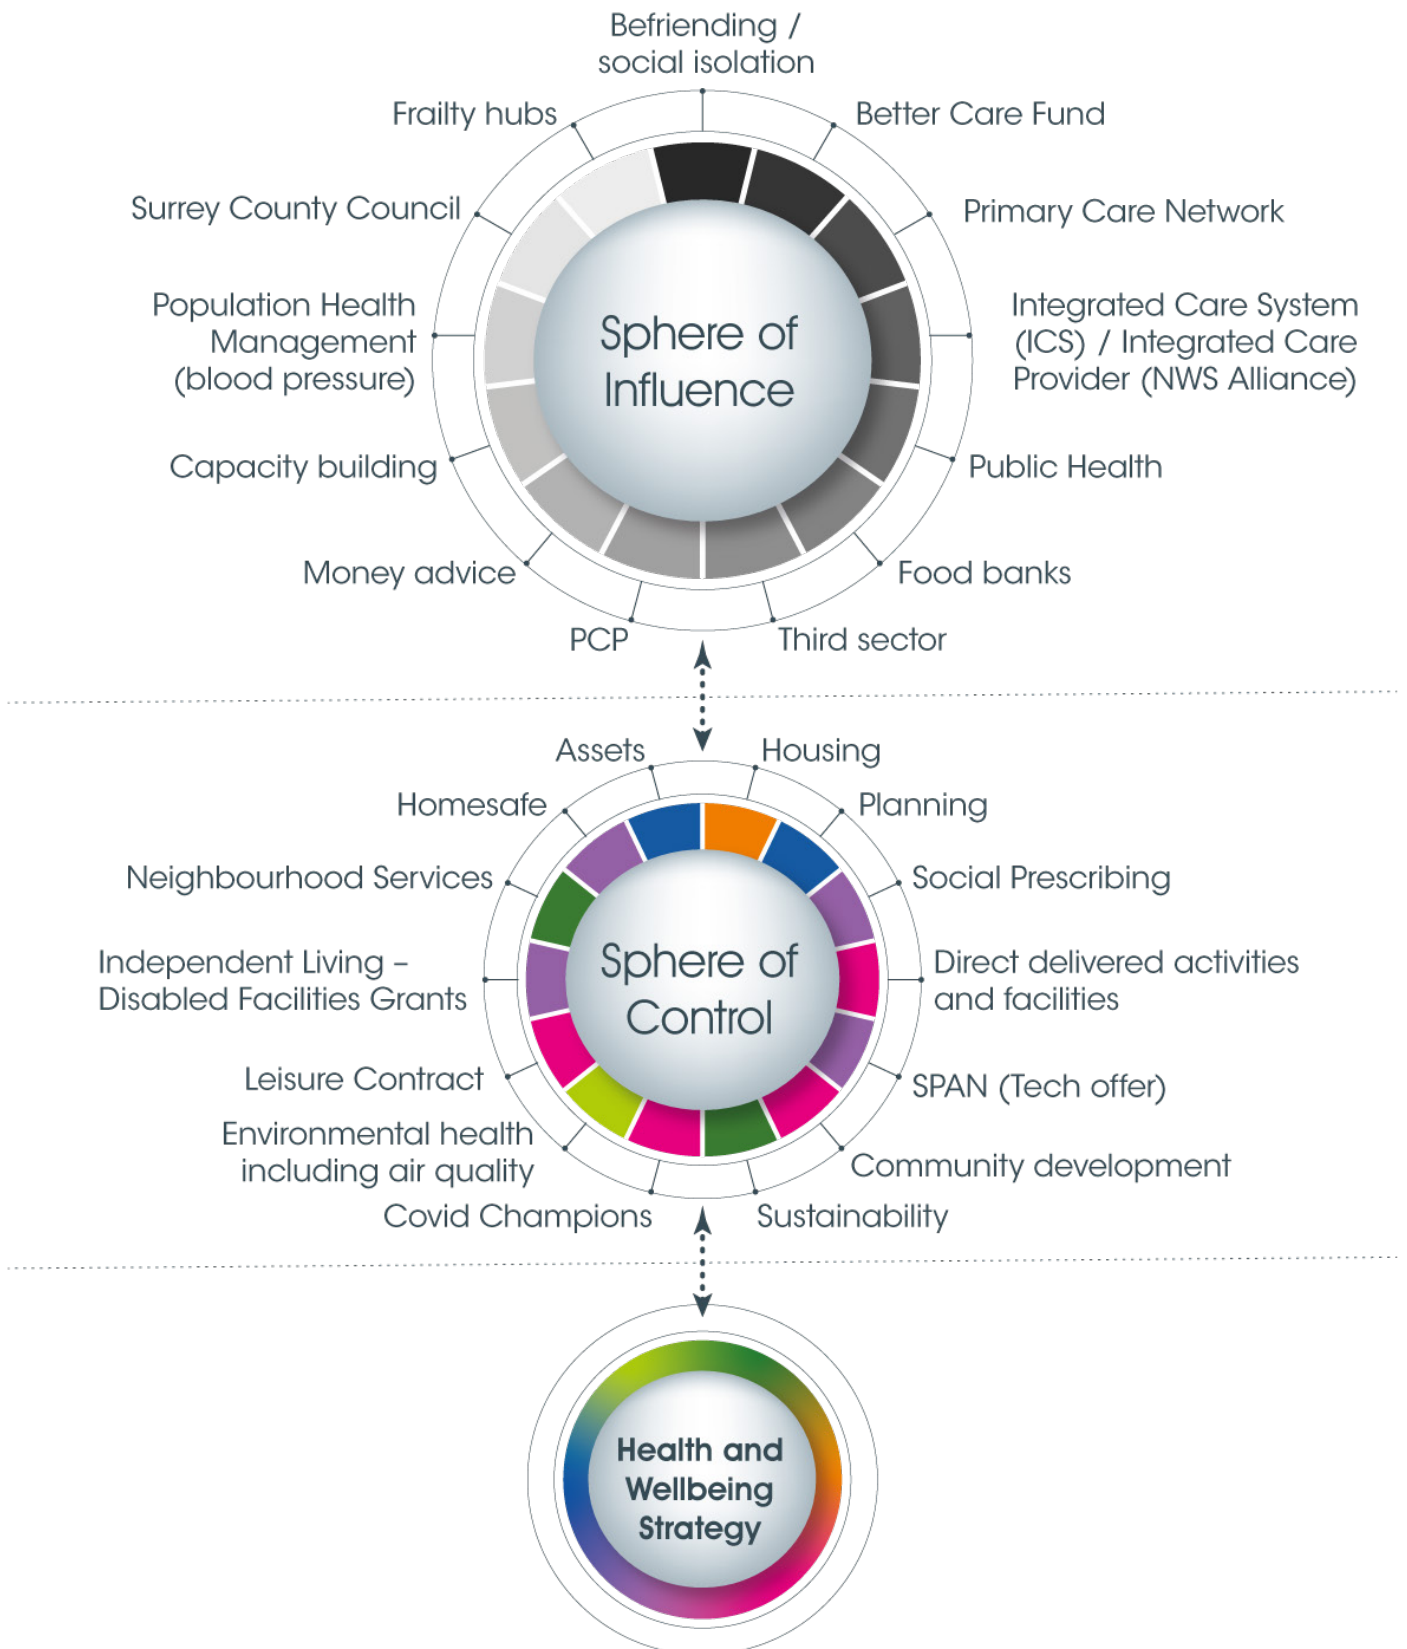 Befriending /
social isolation
Frailty hubs
Better Care Fund
Surrey County Council
Primary Care Network
Population Health
Management
(blood pressure)
Sphere of
Influence
Integrated Care System
(ICS) / Integrated Care
Provider (NWS Alliance)
Capacity building
Public Health
Money advice
Food banks
PCP
Third sector
Assets
Housing
Homesafe
Planning
Neighbourhood Services
Social Prescribing
Independent Living –
Disabled Facilities Grants
Sphere of
Control
Direct delivered activities
and facilities
Leisure Contract
SPAN (Tech offer)
Environmental health
including air quality
Community development
Covid Champions
Sustainability
Health and
Wellbeing
Strategy